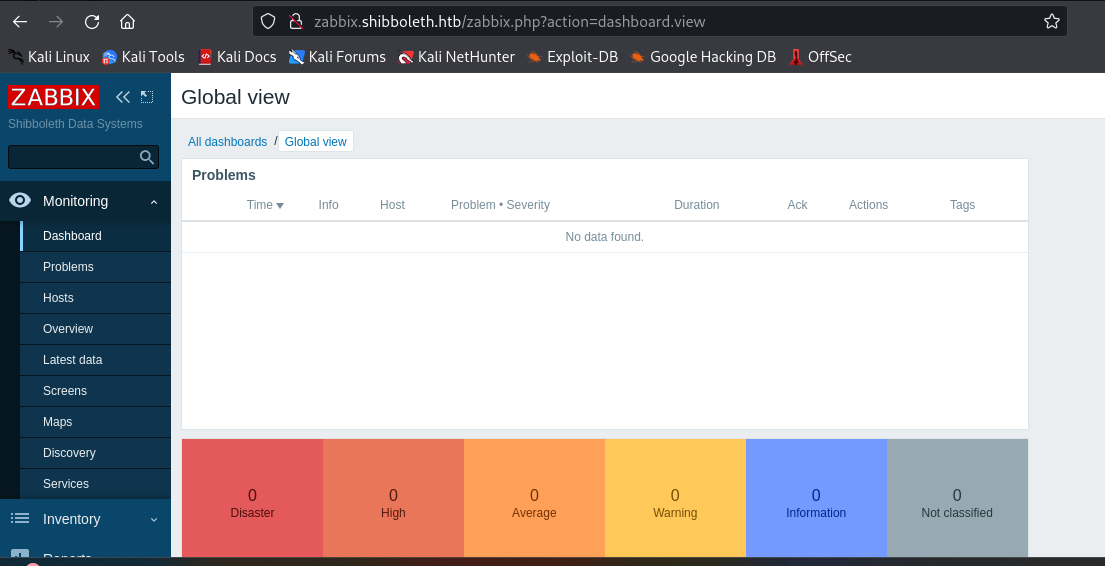 zabbix.shibboleth.htb/zabbix.php?action=dashboard.view
Kali Linux Kali Tools Kali Docs Kali Forums Kali NetHunter Exploit-DB Google Hacking DB OffSec
ZABBIX
Shibboleth Data Systems
Monitoring
Dashboard
Problems
Hosts
Overview
Latest data
Screens
Maps
Discovery
Services
Inventory
Reports
Global view
All dashboards / Global view
Problems
Time Info Host Problem • Severity Duration Ack Actions Tags
No data found.
0 0 0 0 0 0
Disaster High Average Warning Information Not classified